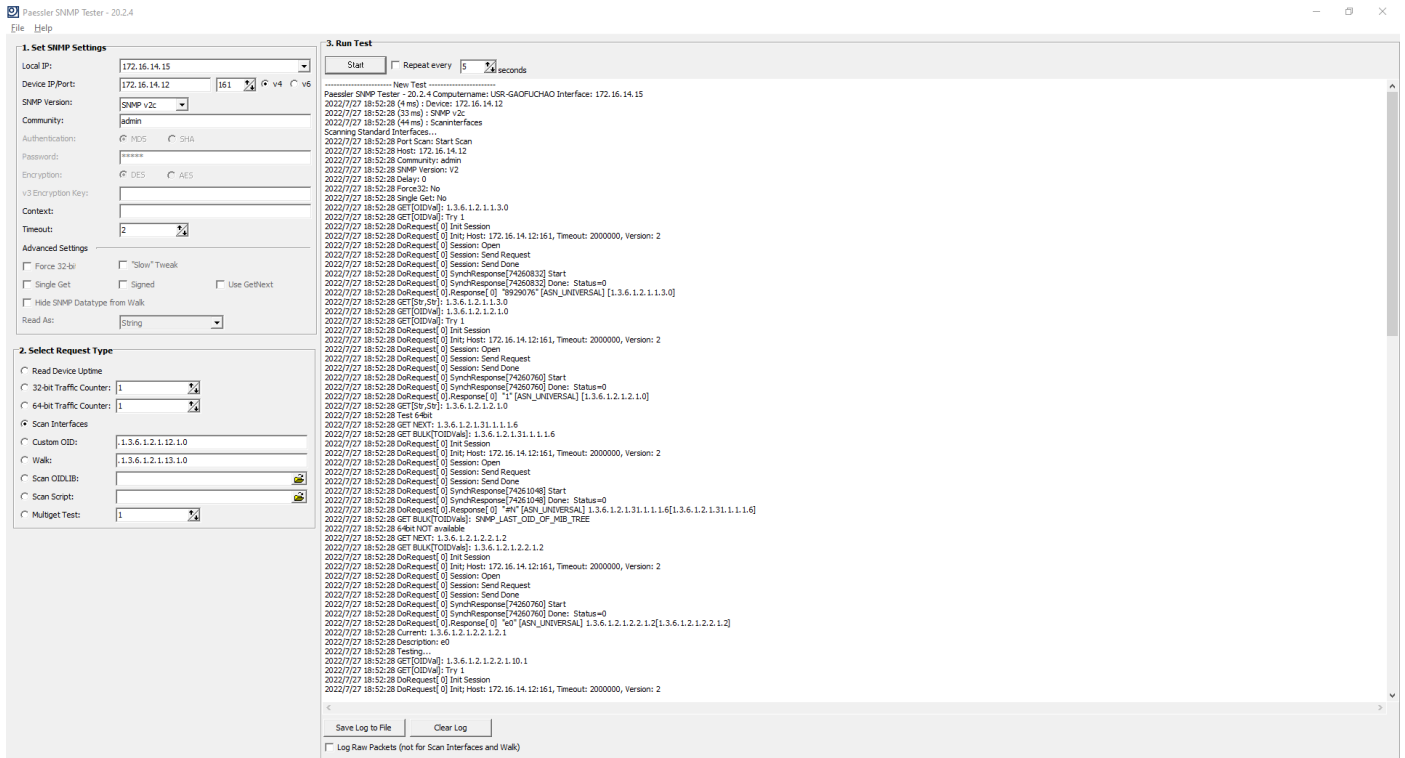 Paessler SNMP Tester - 20.2.4
File Help
1. Set SNMP Settings
Local IP: 172.16.14.15
Device IP/Port: 172.16.14.12 161 v4 v6
SNMP Version: SNMP v2c
Community: admin
Authentication: MD5 SHA
Password: *****
Encryption: DES AES
v3 Encryption Key:
Context:
Timeout: 2
Advanced Settings
Force 32-bi "Slow" Tweak
Single Get Signed Use GetNext
Hide SNMP Datatype from Walk
Read As: String
2. Select Request Type
Read Device Uptime
32-bit Traffic Counter: 1
64-bit Traffic Counter: 1
Scan Interfaces
Custom OID: .1.3.6.1.2.1.12.1.0
Walk: .1.3.6.1.2.1.13.1.0
Scan OIDLIB:
Scan Script:
Multiget Test: 1
3. Run Test
Start Repeat every 5 seconds
----------------------- New Test -----------------------
Paessler SNMP Tester - 20.2.4 Computername: USR-GAOFUCHAO Interface: 172.16.14.15
2022/7/27 18:52:28 (4 ms) : Device: 172.16.14.12
2022/7/27 18:52:28 (33 ms) : SNMP v2c
2022/7/27 18:52:28 (44 ms) : Scaninterfaces
Scanning Standard Interfaces...
2022/7/27 18:52:28 Port Scan: Start Scan
2022/7/27 18:52:28 Host: 172.16.14.12
2022/7/27 18:52:28 Community: admin
2022/7/27 18:52:28 SNMP Version: V2
2022/7/27 18:52:28 Delay: 0
2022/7/27 18:52:28 Force32: No
2022/7/27 18:52:28 Single Get: No
2022/7/27 18:52:28 GET[OIDVal]: 1.3.6.1.2.1.1.3.0
2022/7/27 18:52:28 GET[OIDVal]: Try 1
2022/7/27 18:52:28 DoRequest[ 0] Init Session
2022/7/27 18:52:28 DoRequest[ 0] Init; Host: 172.16.14.12:161, Timeout: 2000000, Version: 2
2022/7/27 18:52:28 DoRequest[ 0] Session: Open
2022/7/27 18:52:28 DoRequest[ 0] Session: Send Request
2022/7/27 18:52:28 DoRequest[ 0] Session: Send Done
2022/7/27 18:52:28 DoRequest[ 0] SynchResponse[74260832] Start
2022/7/27 18:52:28 DoRequest[ 0] SynchResponse[74260832] Done: Status=0
2022/7/27 18:52:28 DoRequest[ 0].Response[ 0] "8929076" [ASN_UNIVERSAL] [1.3.6.1.2.1.1.3.0]
2022/7/27 18:52:28 GET[Str,Str]: 1.3.6.1.2.1.1.3.0
2022/7/27 18:52:28 GET[OIDVal]: 1.3.6.1.2.1.2.1.0
2022/7/27 18:52:28 GET[OIDVal]: Try 1
2022/7/27 18:52:28 DoRequest[ 0] Init Session
2022/7/27 18:52:28 DoRequest[ 0] Init; Host: 172.16.14.12:161, Timeout: 2000000, Version: 2
2022/7/27 18:52:28 DoRequest[ 0] Session: Open
2022/7/27 18:52:28 DoRequest[ 0] Session: Send Request
2022/7/27 18:52:28 DoRequest[ 0] Session: Send Done
2022/7/27 18:52:28 DoRequest[ 0] SynchResponse[74260760] Start
2022/7/27 18:52:28 DoRequest[ 0] SynchResponse[74260760] Done: Status=0
2022/7/27 18:52:28 DoRequest[ 0].Response[ 0] "1" [ASN_UNIVERSAL] [1.3.6.1.2.1.2.1.0]
2022/7/27 18:52:28 GET[Str,Str]: 1.3.6.1.2.1.2.1.0
2022/7/27 18:52:28 Test 64bit
2022/7/27 18:52:28 GET NEXT: 1.3.6.1.2.1.31.1.1.1.6
2022/7/27 18:52:28 GET BULK[TOIDVals]: 1.3.6.1.2.1.31.1.1.1.6
2022/7/27 18:52:28 DoRequest[ 0] Init Session
2022/7/27 18:52:28 DoRequest[ 0] Init; Host: 172.16.14.12:161, Timeout: 2000000, Version: 2
2022/7/27 18:52:28 DoRequest[ 0] Session: Open
2022/7/27 18:52:28 DoRequest[ 0] Session: Send Request
2022/7/27 18:52:28 DoRequest[ 0] Session: Send Done
2022/7/27 18:52:28 DoRequest[ 0] SynchResponse[74261048] Start
2022/7/27 18:52:28 DoRequest[ 0] SynchResponse[74261048] Done: Status=0
2022/7/27 18:52:28 DoRequest[ 0].Response[ 0] "#N" [ASN_UNIVERSAL] 1.3.6.1.2.1.31.1.1.1.6[1.3.6.1.2.1.31.1.1.1.6]
2022/7/27 18:52:28 GET BULK[TOIDVals]: SNMP_LAST_OID_OF_MIB_TREE
2022/7/27 18:52:28 64bit NOT available
2022/7/27 18:52:28 GET NEXT: 1.3.6.1.2.1.2.2.1.2
2022/7/27 18:52:28 GET BULK[TOIDVals]: 1.3.6.1.2.1.2.2.1.2
2022/7/27 18:52:28 DoRequest[ 0] Init Session
2022/7/27 18:52:28 DoRequest[ 0] Init; Host: 172.16.14.12:161, Timeout: 2000000, Version: 2
2022/7/27 18:52:28 DoRequest[ 0] Session: Open
2022/7/27 18:52:28 DoRequest[ 0] Session: Send Request
2022/7/27 18:52:28 DoRequest[ 0] Session: Send Done
2022/7/27 18:52:28 DoRequest[ 0] SynchResponse[74260760] Start
2022/7/27 18:52:28 DoRequest[ 0] SynchResponse[74260760] Done: Status=0
2022/7/27 18:52:28 DoRequest[ 0].Response[ 0] "e0" [ASN_UNIVERSAL] 1.3.6.1.2.1.2.2.1.2[1.3.6.1.2.1.2.2.1.2]
2022/7/27 18:52:28 Current: 1.3.6.1.2.1.2.2.1.2.1
2022/7/27 18:52:28 Description: e0
2022/7/27 18:52:28 Testing...
2022/7/27 18:52:28 GET[OIDVal]: 1.3.6.1.2.1.2.2.1.10.1
2022/7/27 18:52:28 GET[OIDVal]: Try 1
2022/7/27 18:52:28 DoRequest[ 0] Init Session
2022/7/27 18:52:28 DoRequest[ 0] Init; Host: 172.16.14.12:161, Timeout: 2000000, Version: 2
Save Log to File Clear Log
Log Raw Packets (not for Scan Interfaces and Walk)